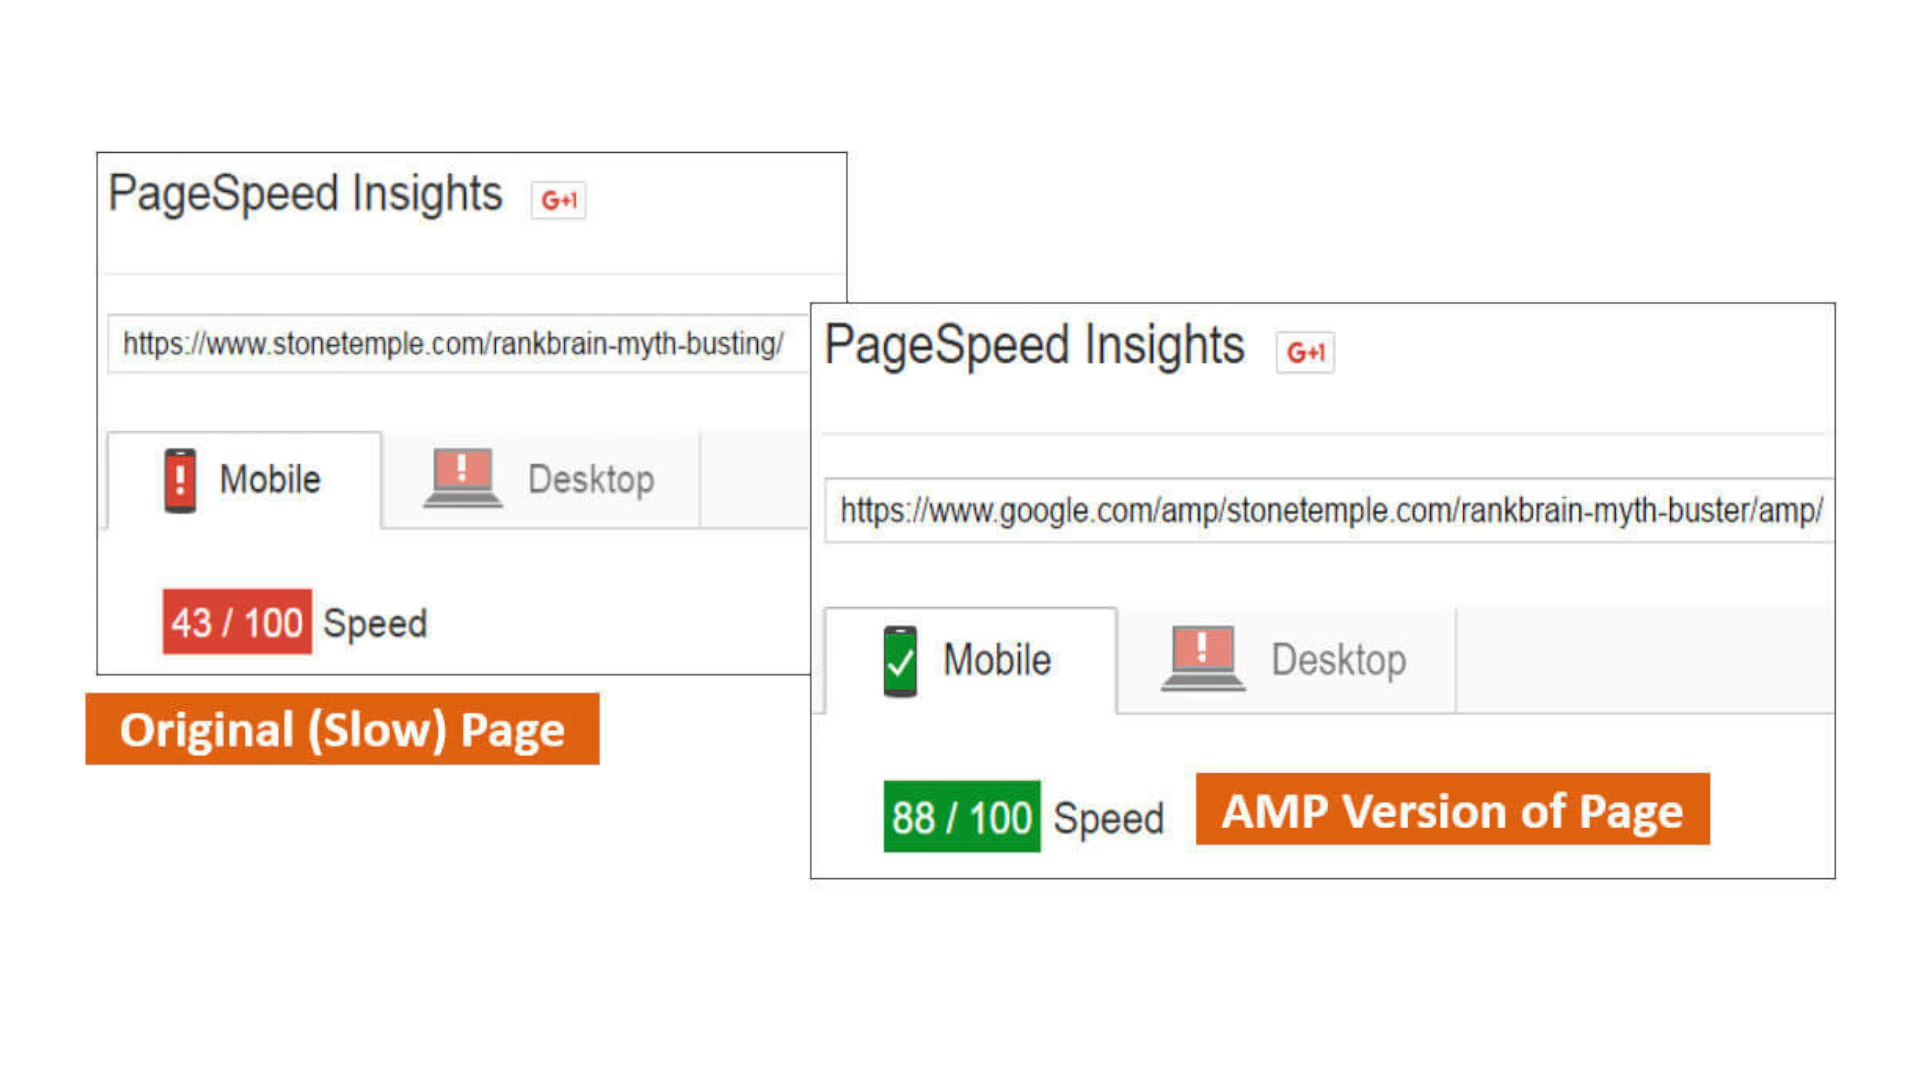 PageSpeed Insights G+1
https://www.stonetemple.com/rankbrain-myth-busting/
! Mobile ! Desktop
43 / 100 Speed
Original (Slow) Page
PageSpeed Insights G+1
https://www.google.com/amp/stonetemple.com/rankbrain-myth-buster/amp/
Mobile ! Desktop
88 / 100 Speed
AMP Version of Page